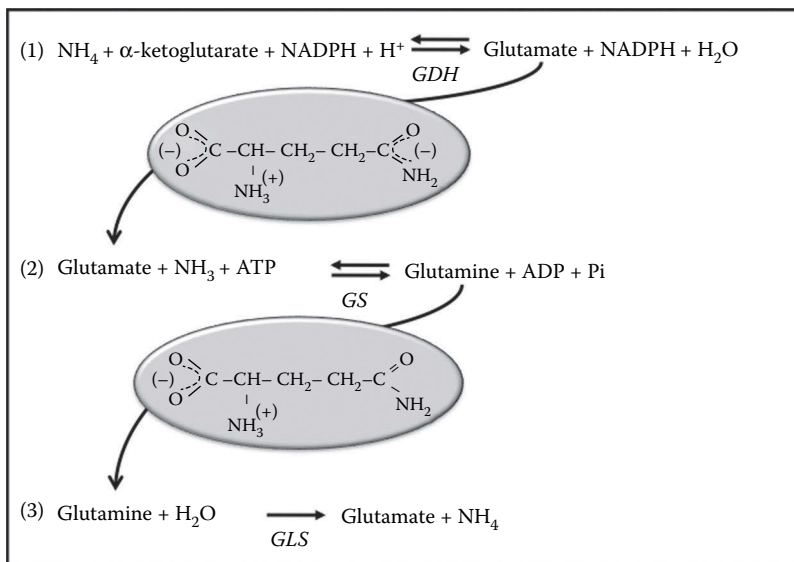 (1) NH₄ + α-ketoglutarate + NADPH + H⁺ GDH Glutamate + NADPH + H₂O
O O
(−) C –CH– CH₂– CH₂–C (−)
O NH₃ (+) NH₂
(2) Glutamate + NH₃ + ATP GS Glutamine + ADP + Pi
O O
(−) C –CH– CH₂– CH₂–C
O NH₃ (+) NH₂
(3) Glutamine + H₂O GLS Glutamate + NH₄